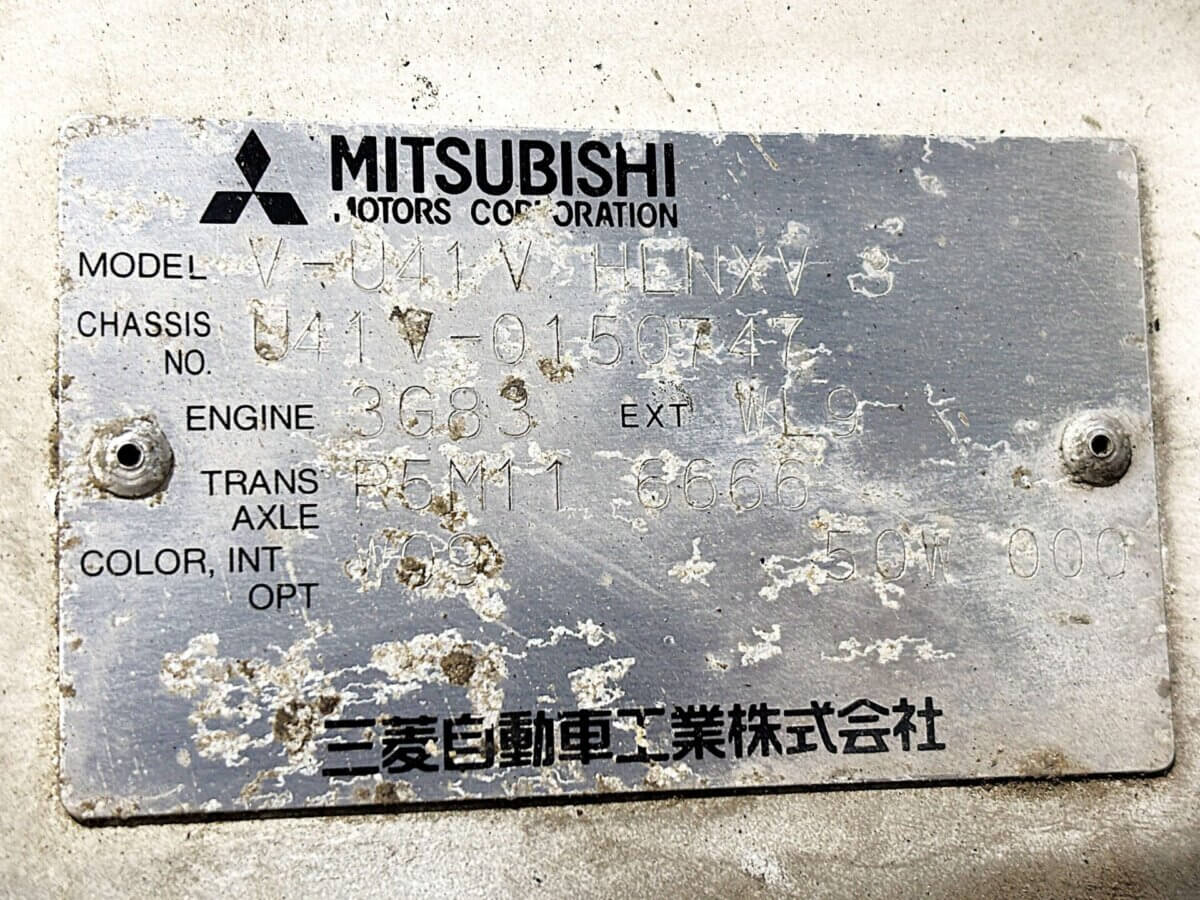 MITSUBISHI
MOTORS CORPORATION
MODEL V-U41V HLNXV 3
CHASSIS U41V-0150747
NO.
ENGINE 3G83 EXT WL9
TRANS R5M11 6666
AXLE
COLOR, INT W09 50W 000
OPT
三菱自動車工業株式会社